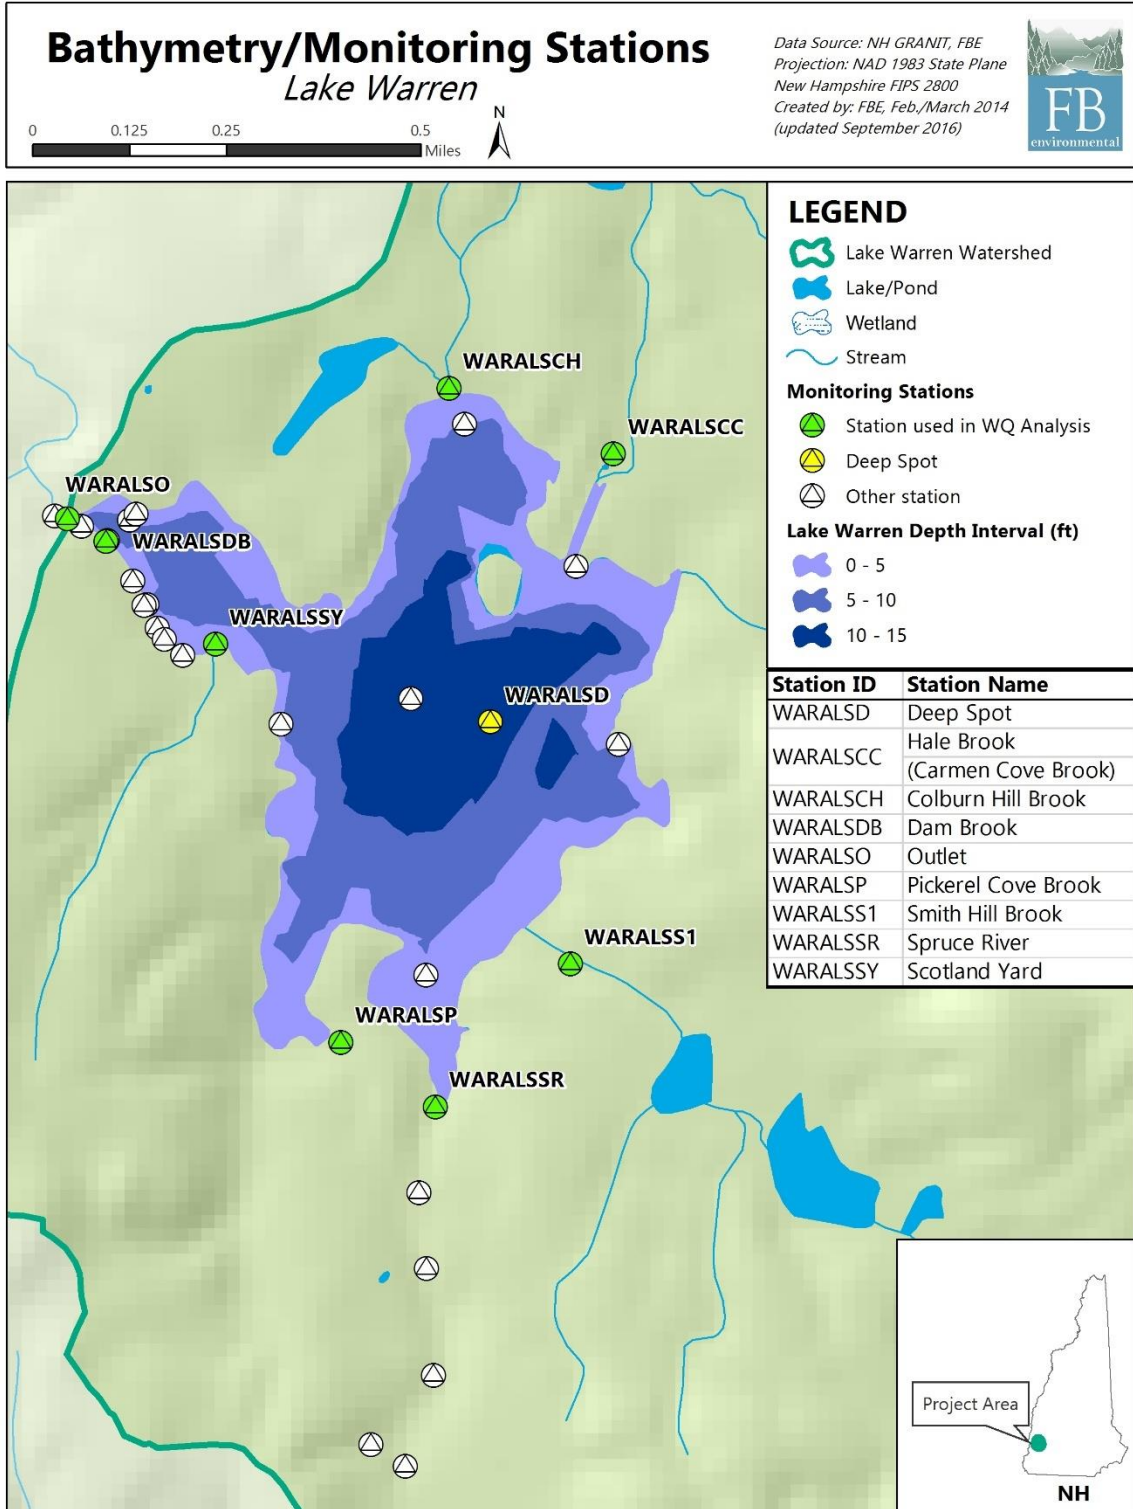 Bathymetry/Monitoring Stations
Lake Warren
0 0.125 0.25 0.5
Miles
N
Data Source: NH GRANIT, FBE
Projection: NAD 1983 State Plane
New Hampshire FIPS 2800
Created by: FBE, Feb./March 2014
(updated September 2016)
FB
environmental
LEGEND
Lake Warren Watershed
Lake/Pond
Wetland
Stream
Monitoring Stations
Station used in WQ Analysis
Deep Spot
Other station
Lake Warren Depth Interval (ft)
0 - 5
5 - 10
10 - 15
Station ID Station Name
WARALSD Deep Spot
WARALSCC Hale Brook
(Carmen Cove Brook)
WARALSCH Colburn Hill Brook
WARALSDB Dam Brook
WARALSO Outlet
WARALSP Pickerel Cove Brook
WARALSS1 Smith Hill Brook
WARALSSR Spruce River
WARALSSY Scotland Yard
WARALSCH
WARALSCC
WARALSO
WARALSDB
WARALSSY
WARALSD
WARALSS1
WARALSP
WARALSSR
Project Area
NH